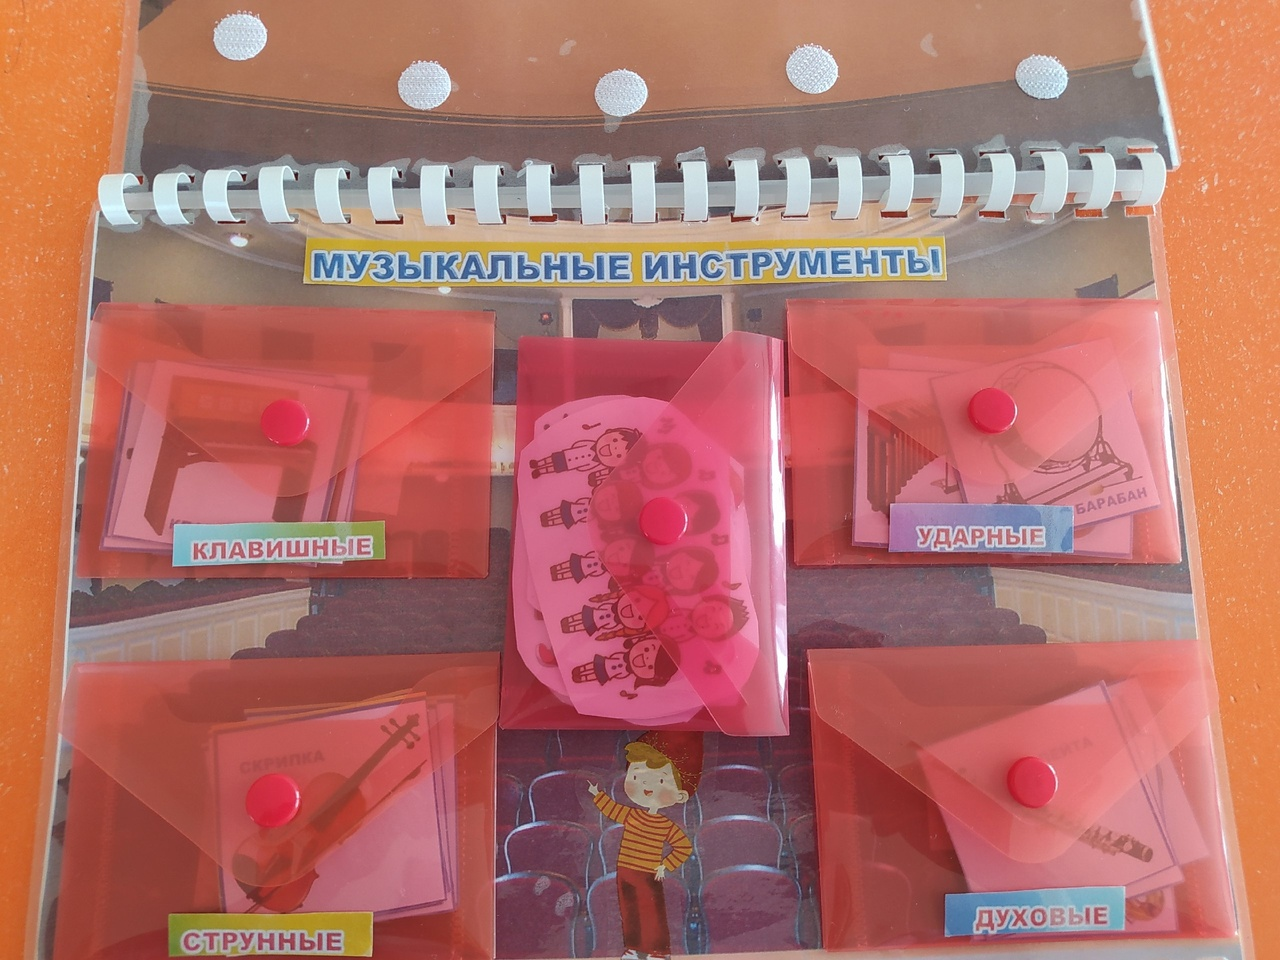 МУЗЫКАЛЬНЫЕ ИНСТРУМЕНТЫ
БАРАБАН
КЛАВИШНЫЕ
УДАРНЫЕ
СКРИПКА
СТРУННЫЕ
ДУХОВЫЕ